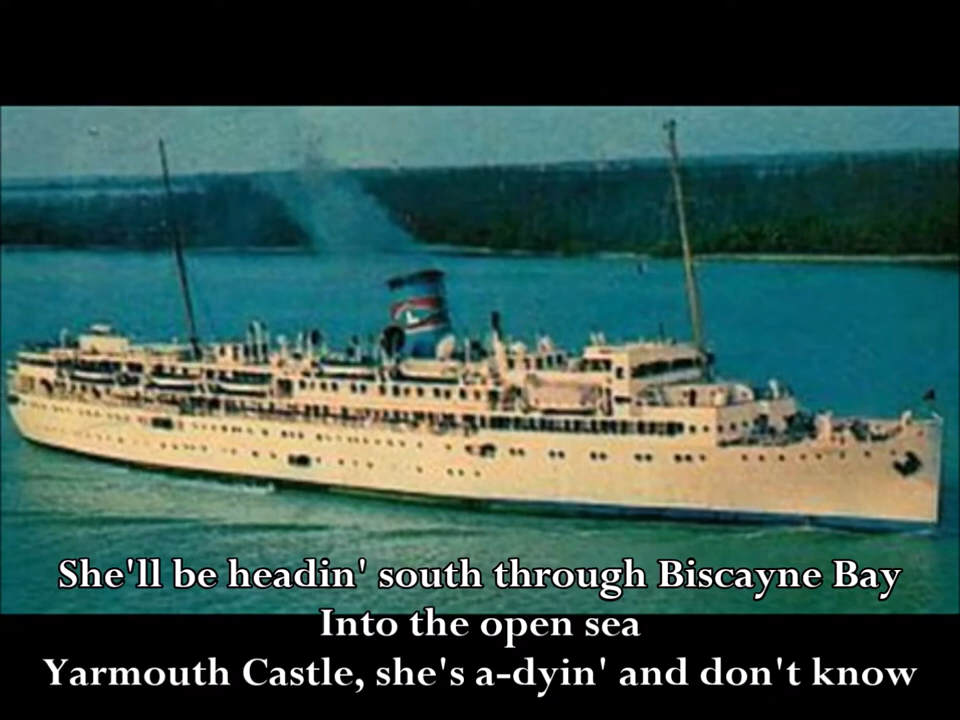 She'll be headin' south through Biscayne Bay
Into the open sea
Yarmouth Castle, she's a-dyin' and don't know